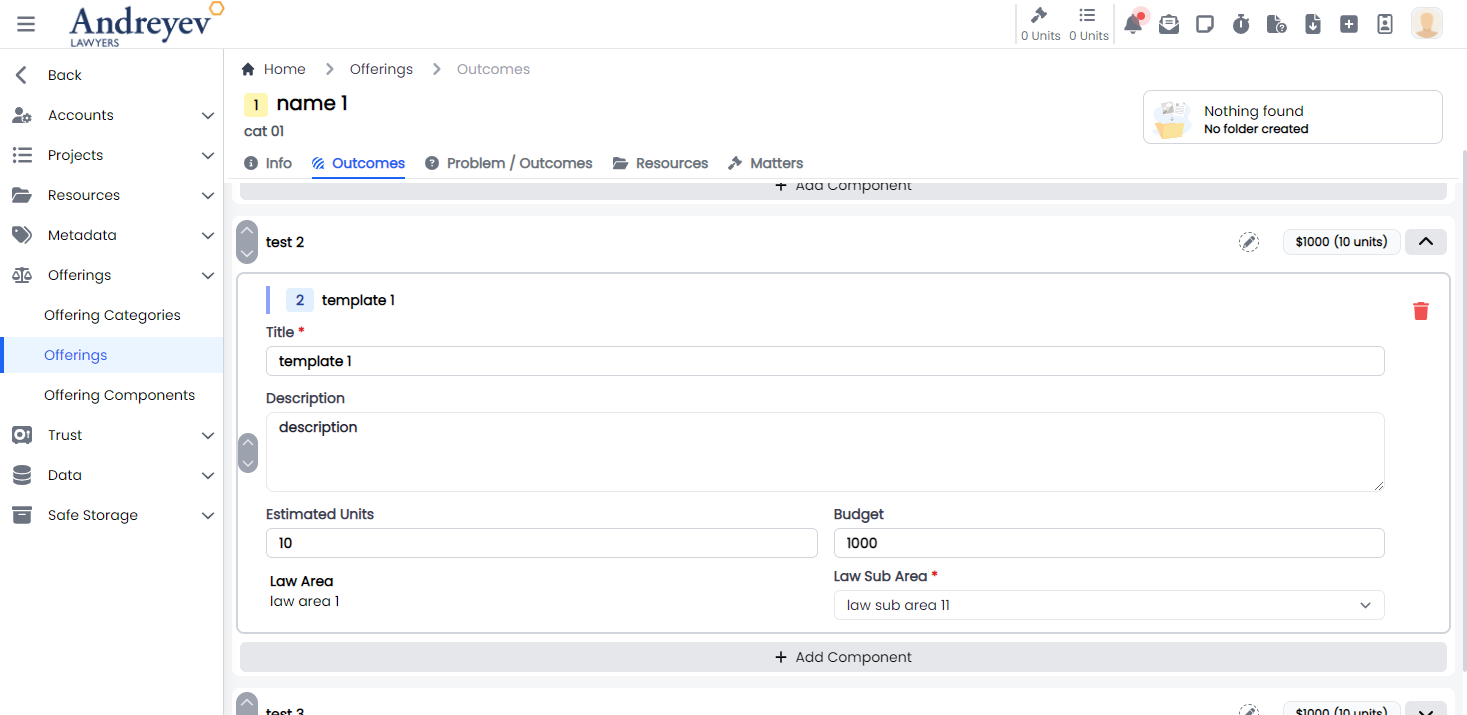 Andreyev
LAWYERS
0 Units
0 Units
Back
Accounts
Projects
Resources
Metadata
Offerings
Offering Categories
Offerings
Offering Components
Trust
Data
Safe Storage
Home > Offerings > Outcomes
1 name 1
cat 01
Nothing found
No folder created
Info Outcomes Problem / Outcomes Resources Matters
+ Add Component
test 2
$1000 (10 units)
2 template 1
Title *
template 1
Description
description
Estimated Units
10
Budget
1000
Law Area
law area 1
Law Sub Area *
law sub area 11
+ Add Component
test 3
$1000 (10 units)